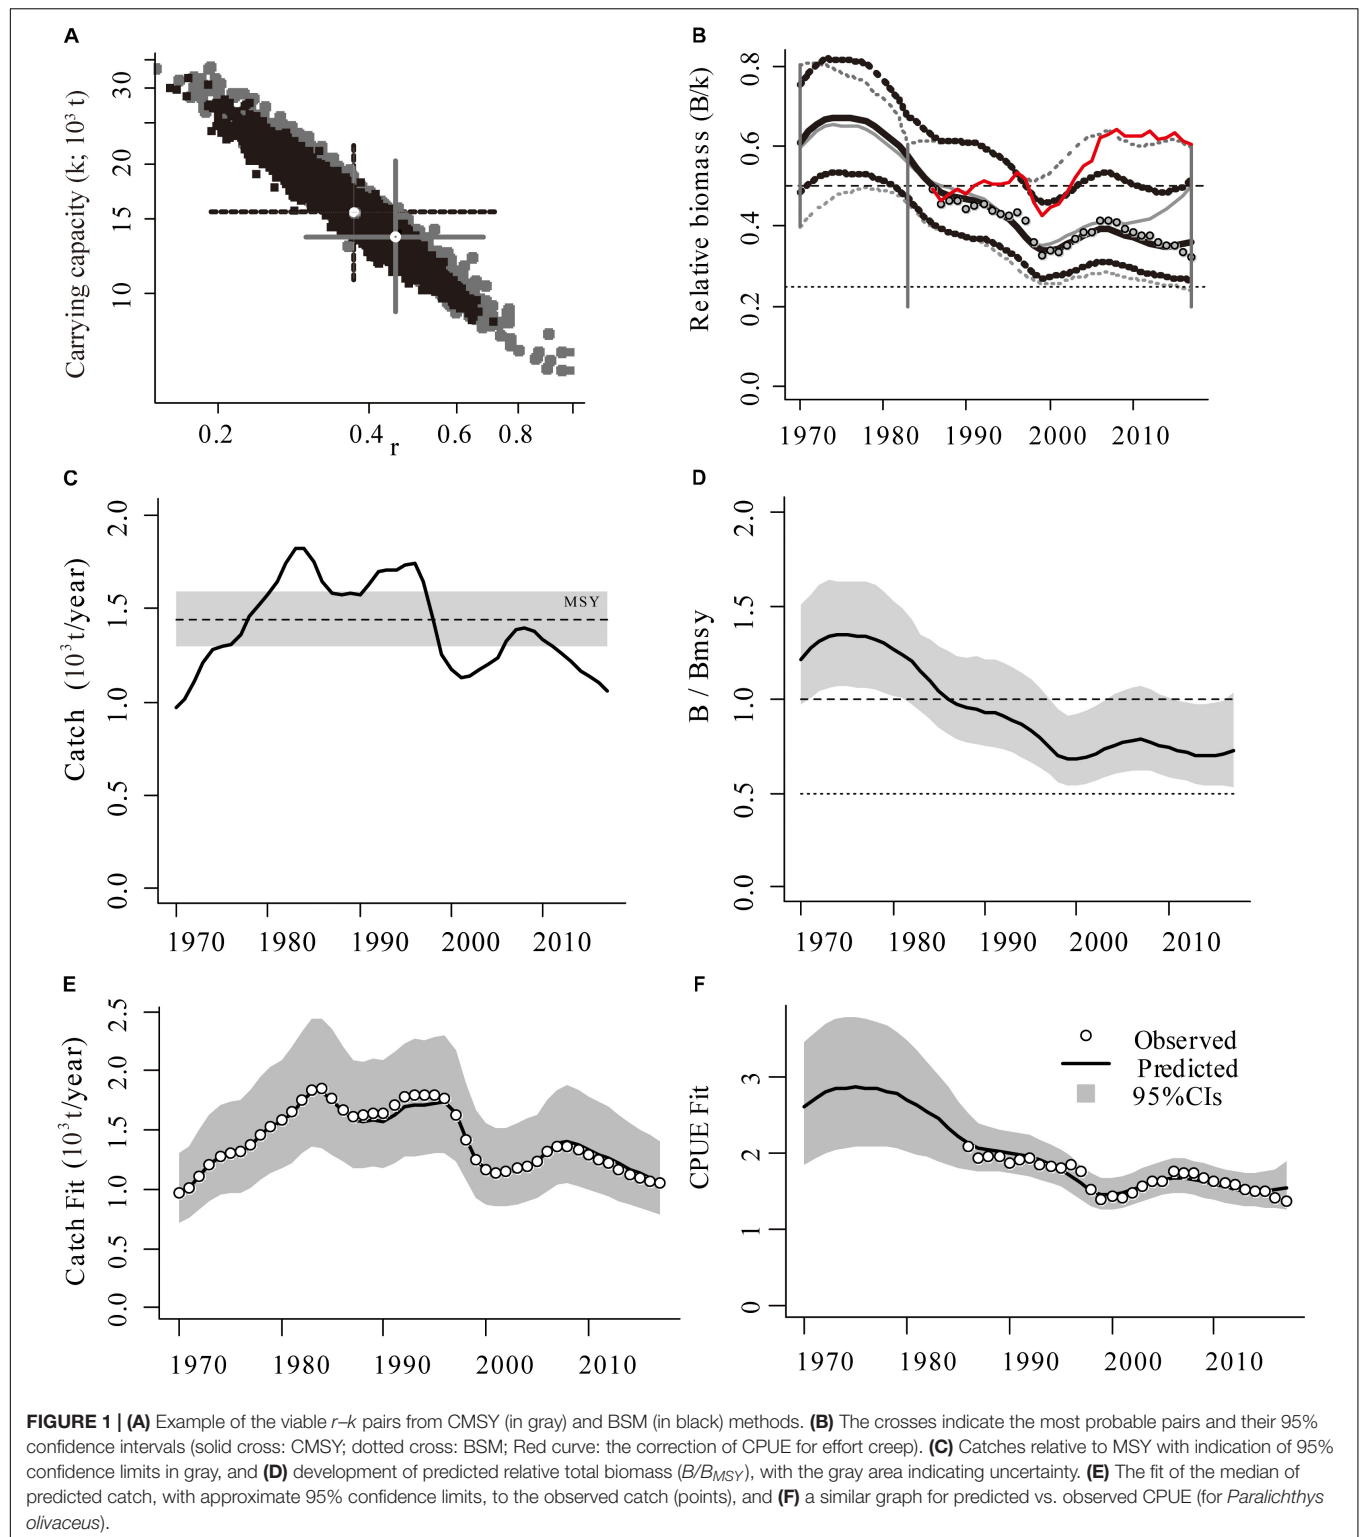 A
Carrying capacity (k; 10³ t)
30
20
15
10
0.2
0.4
0.6
0.8
r
B
Relative biomass (B/k)
0.8
0.6
0.4
0.2
0.0
1970
1980
1990
2000
2010
C
Catch (10³ t/year)
2.0
1.5
1.0
0.5
0.0
MSY
1970
1980
1990
2000
2010
D
B / Bmsy
2.0
1.5
1.0
0.5
0.0
1970
1980
1990
2000
2010
E
Catch Fit (10³ t/year)
2.5
2.0
1.5
1.0
0.5
0.0
1970
1980
1990
2000
2010
F
CPUE Fit
3
2
1
0
Observed
Predicted
95%CIs
1970
1980
1990
2000
2010
FIGURE 1 | (A) Example of the viable r–k pairs from CMSY (in gray) and BSM (in black) methods. (B) The crosses indicate the most probable pairs and their 95%
confidence intervals (solid cross: CMSY; dotted cross: BSM; Red curve: the correction of CPUE for effort creep). (C) Catches relative to MSY with indication of 95%
confidence limits in gray, and (D) development of predicted relative total biomass (B/BMSY), with the gray area indicating uncertainty. (E) The fit of the median of
predicted catch, with approximate 95% confidence limits, to the observed catch (points), and (F) a similar graph for predicted vs. observed CPUE (for Paralichthys
olivaceus).